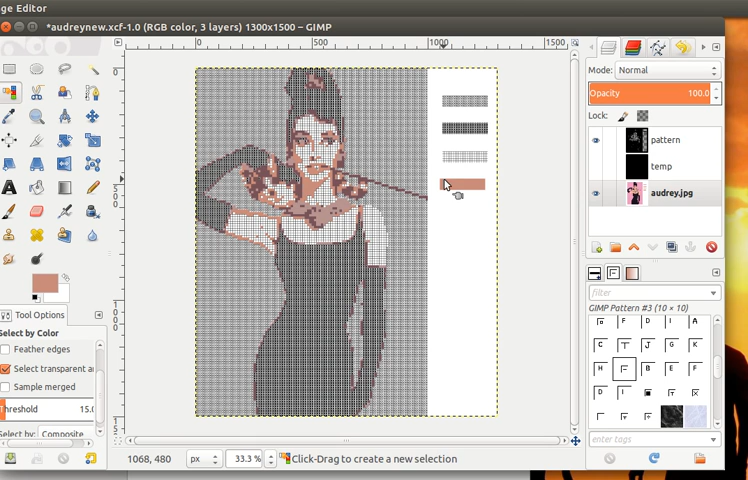 ge Editor
*audreynew.xcf-1.0 (RGB color, 3 layers) 1300x1500 – GIMP
0
500
1000
1500
Mode: Normal
Opacity 100.0
Lock:
pattern
temp
audrey.jpg
Tool Options
Select by Color
Feather edges
Select transparent ar
Sample merged
Threshold 15.0
Select by: Composite
filter
GIMP Pattern #3 (10 × 10)
F D I A
C T J G K
L F B E F
D I
enter tags
1068, 480 px 33.3 % Click-Drag to create a new selection